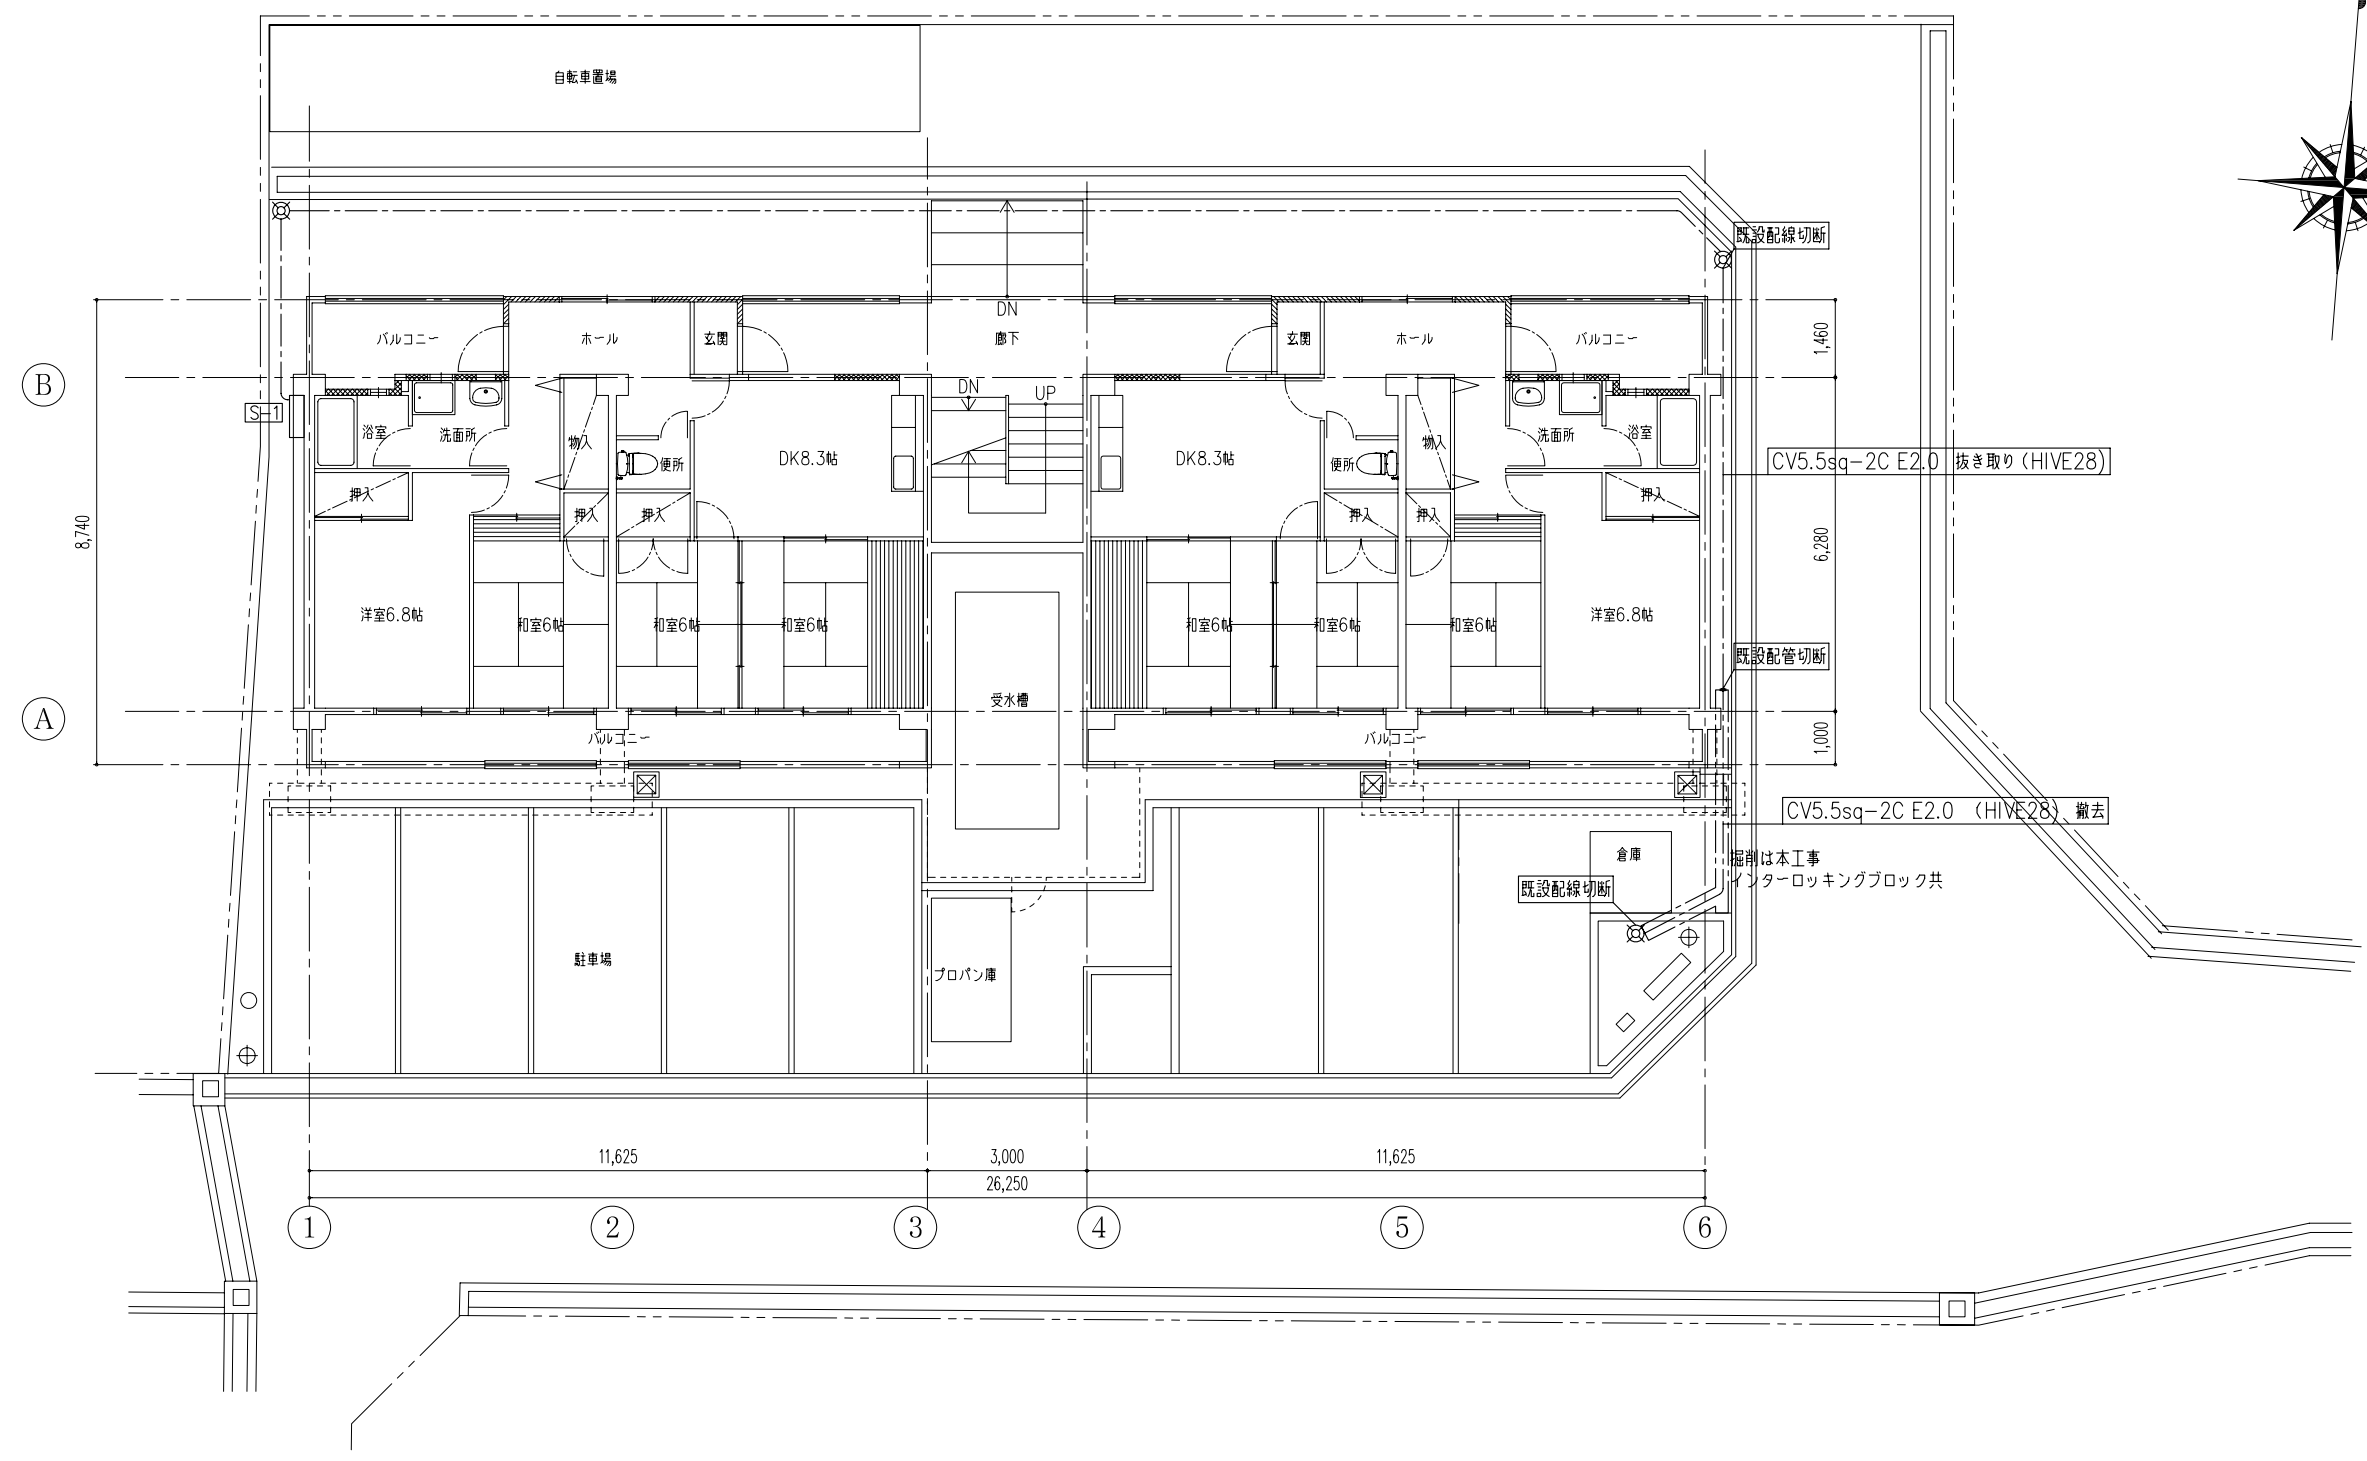 自転車置場
既設配線切断
DN
バルコニー
ホール
玄関
廊下
玄関
ホール
バルコニー
1,460
B
S-1
DN
UP
浴室
洗面所
物入
便所
DK8.3帖
DK8.3帖
便所
物入
洗面所
浴室
CV5.5sq-2C E2.0 抜き取り(HIVE28)
押入
押入
押入
押入
押入
押入
8,740
6,280
洋室6.8帖
和室6帖
和室6帖
和室6帖
和室6帖
和室6帖
和室6帖
洋室6.8帖
既設配管切断
A
受水槽
バルコニー
バルコニー
1,000
CV5.5sq-2C E2.0 (HIVE28) 撤去
倉庫
掘削は本工事
インターロッキングブロック共
既設配線切断
駐車場
プロパン庫
11,625
3,000
11,625
26,250
1
2
3
4
5
6